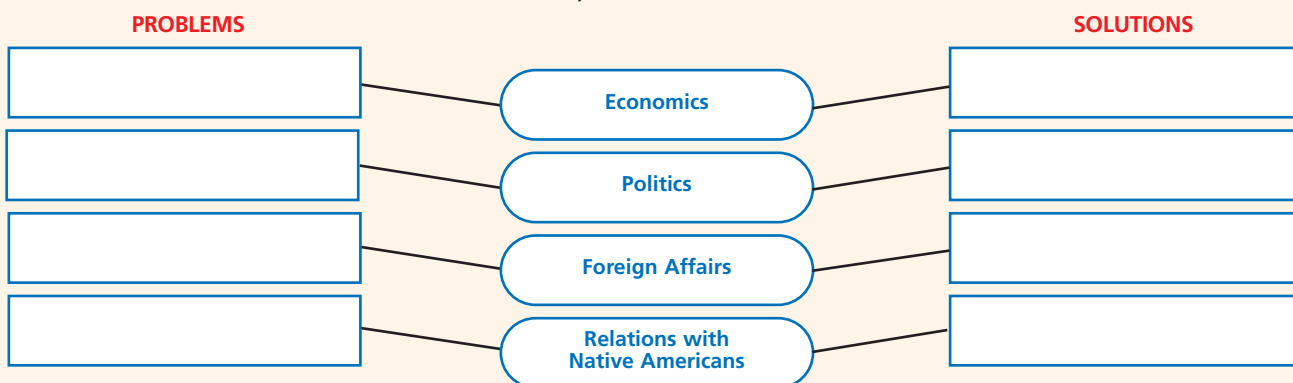 PROBLEMS
SOLUTIONS
Economics
Politics
Foreign Affairs
Relations with
Native Americans